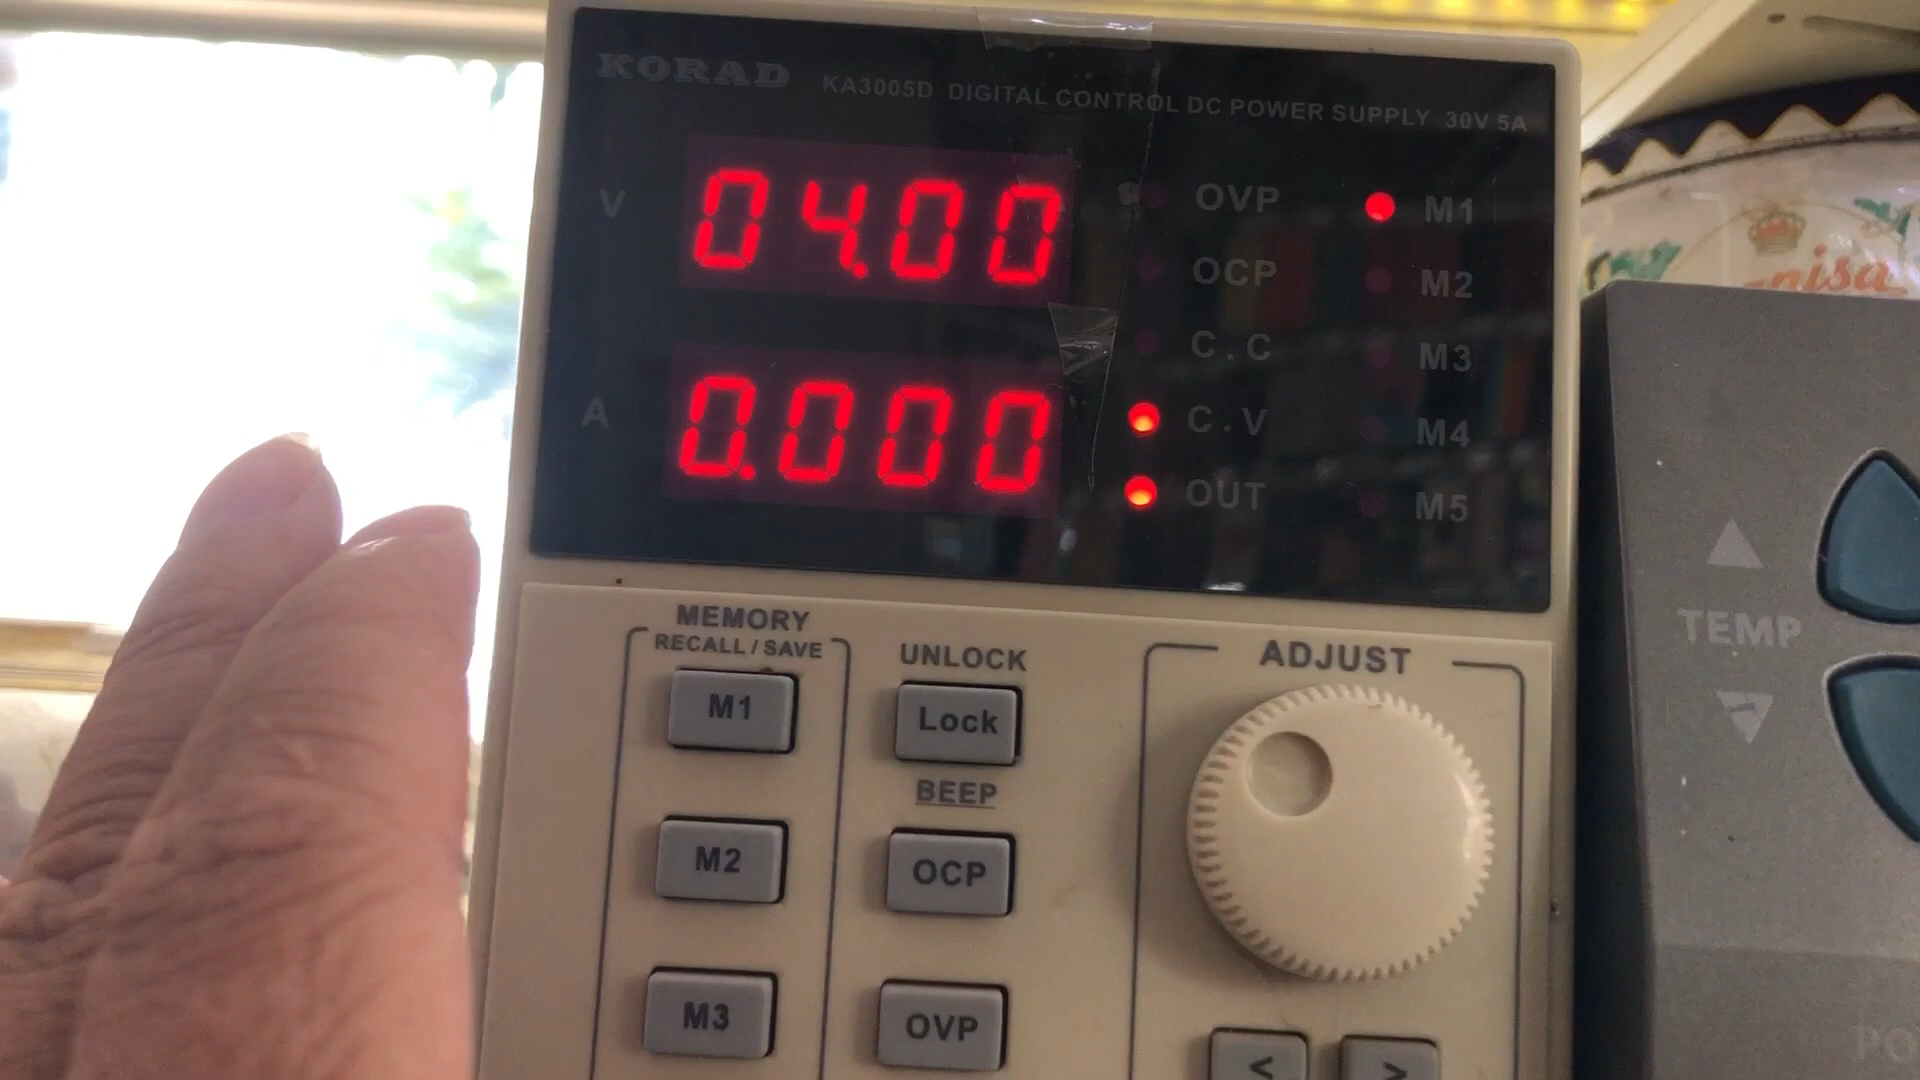 KORAD
KA3005D DIGITAL CONTROL DC POWER SUPPLY 30V 5A
V 04.00
A 0.000
OVP
OCP
C.C
C.V
OUT
M1
M2
M3
M4
M5
MEMORY
RECALL / SAVE
M1
M2
M3
UNLOCK
Lock
BEEP
OCP
OVP
ADJUST
<
>
TEMP